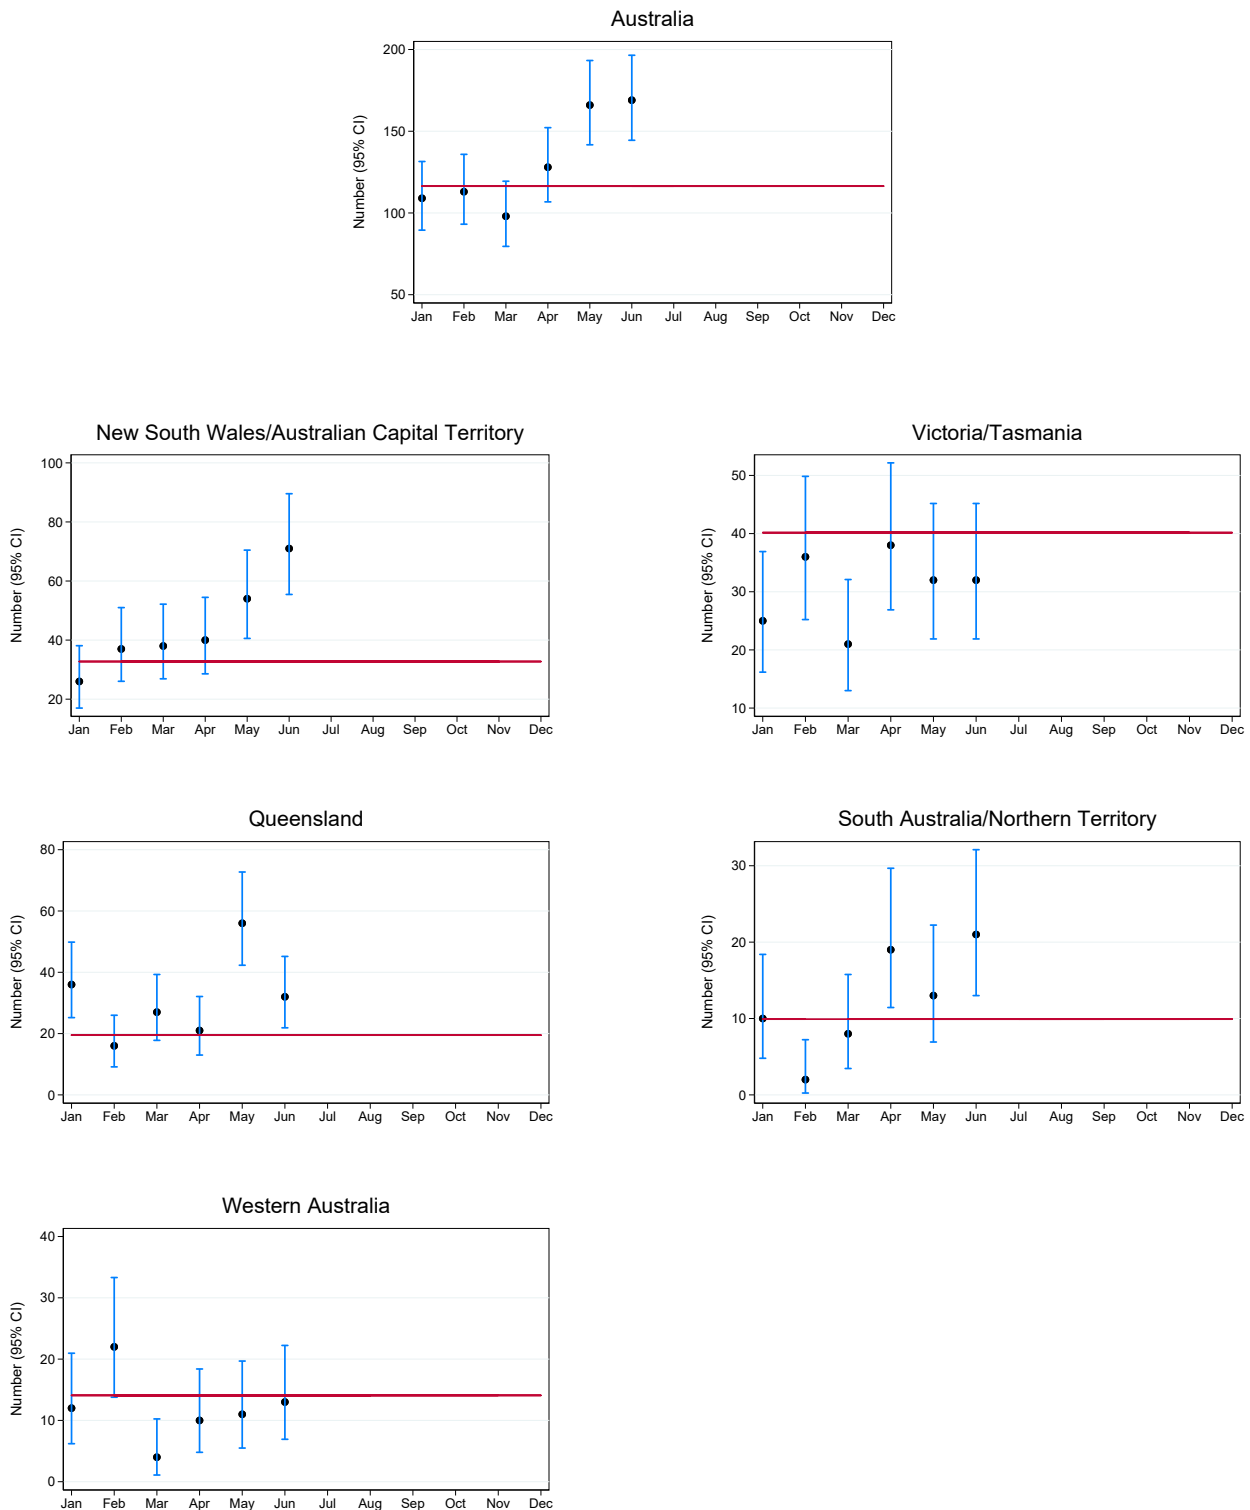 Australia
Number (95% CI)
200
150
100
50
Jan Feb Mar Apr May Jun Jul Aug Sep Oct Nov Dec
New South Wales/Australian Capital Territory
Number (95% CI)
100
80
60
40
20
Jan Feb Mar Apr May Jun Jul Aug Sep Oct Nov Dec
Victoria/Tasmania
Number (95% CI)
50
40
30
20
10
Jan Feb Mar Apr May Jun Jul Aug Sep Oct Nov Dec
Queensland
Number (95% CI)
80
60
40
20
0
Jan Feb Mar Apr May Jun Jul Aug Sep Oct Nov Dec
South Australia/Northern Territory
Number (95% CI)
30
20
10
0
Jan Feb Mar Apr May Jun Jul Aug Sep Oct Nov Dec
Western Australia
Number (95% CI)
40
30
20
10
0
Jan Feb Mar Apr May Jun Jul Aug Sep Oct Nov Dec